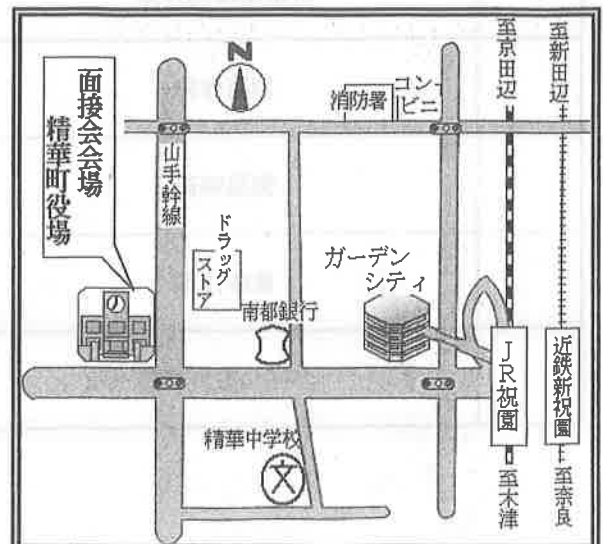 N
面接会会場
精華町役場
山手幹線
消防署
コン
ビニ
至京田辺
至新田辺
ドラッグ
ストア
南都銀行
ガーデン
シティ
JR祝園
近鉄新祝園
精華中学校
文
至木津
至奈良